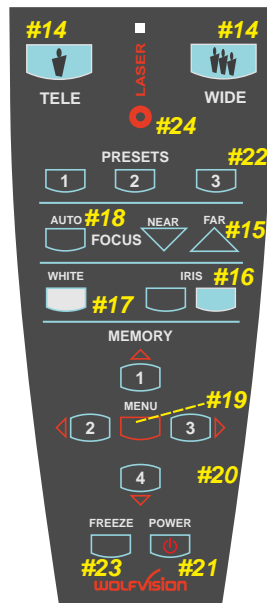 #14 #14
LASER
TELE WIDE
#24
PRESETS
#22
1 2 3
AUTO #18 NEAR FAR
FOCUS #15
WHITE IRIS #16
#17
MEMORY
1
MENU #19
2 3
4 #20
FREEZE POWER
#23 #21
WOLFVISION